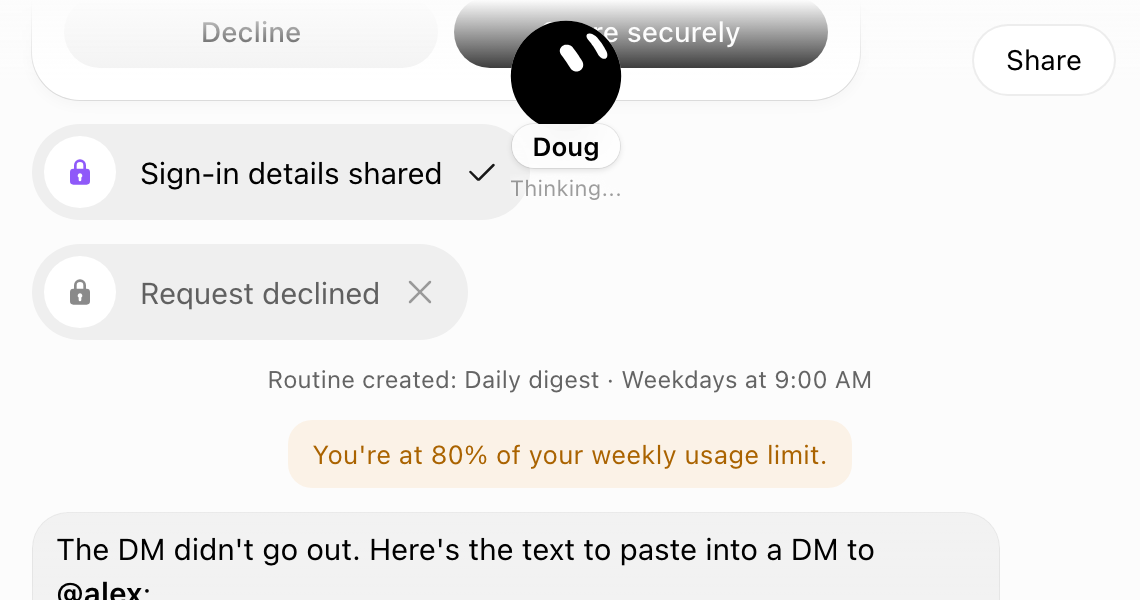 Decline
securely
Share
Doug
Thinking...
Sign-in details shared
Request declined
Routine created: Daily digest · Weekdays at 9:00 AM
You're at 80% of your weekly usage limit.
The DM didn't go out. Here's the text to paste into a DM to
@alex: